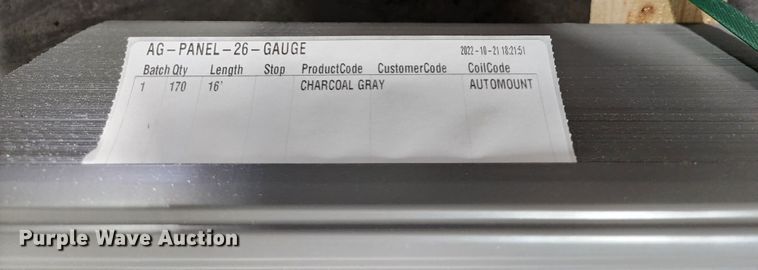 AG-PANEL-26-GAUGE 2022-10-21 18:21:51
Batch Qty Length Stop ProductCode CustomerCode CoilCode
1 170 16' CHARCOAL GRAY AUTOMOUNT
Purple Wave Auction